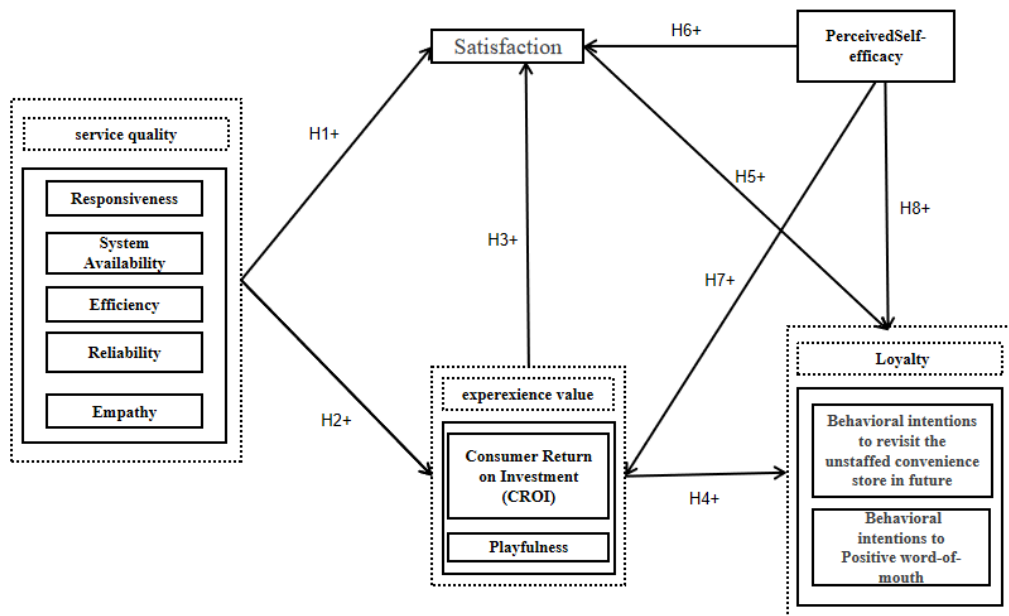 Satisfaction
H6+
PerceivedSelf-
efficacy
service quality
H1+
Responsiveness
System
Availability
Efficiency
Reliability
Empathy
H3+
H5+
H8+
H7+
H2+
experexience value
Consumer Return
on Investment
(CROI)
Playfulness
H4+
Loyalty
Behavioral intentions
to revisit the
unstaffed convenience
store in future
Behavioral
intentions to
Positive word-of-
mouth